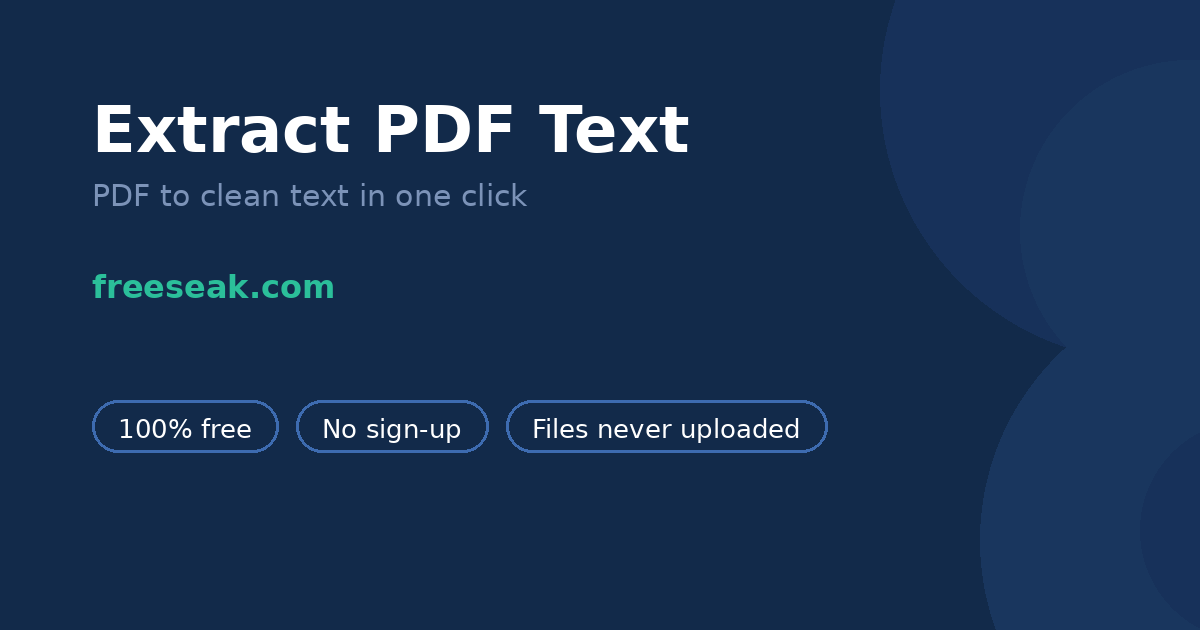 Extract PDF Text
PDF to clean text in one click
freeseak.com
100% free
No sign-up
Files never uploaded